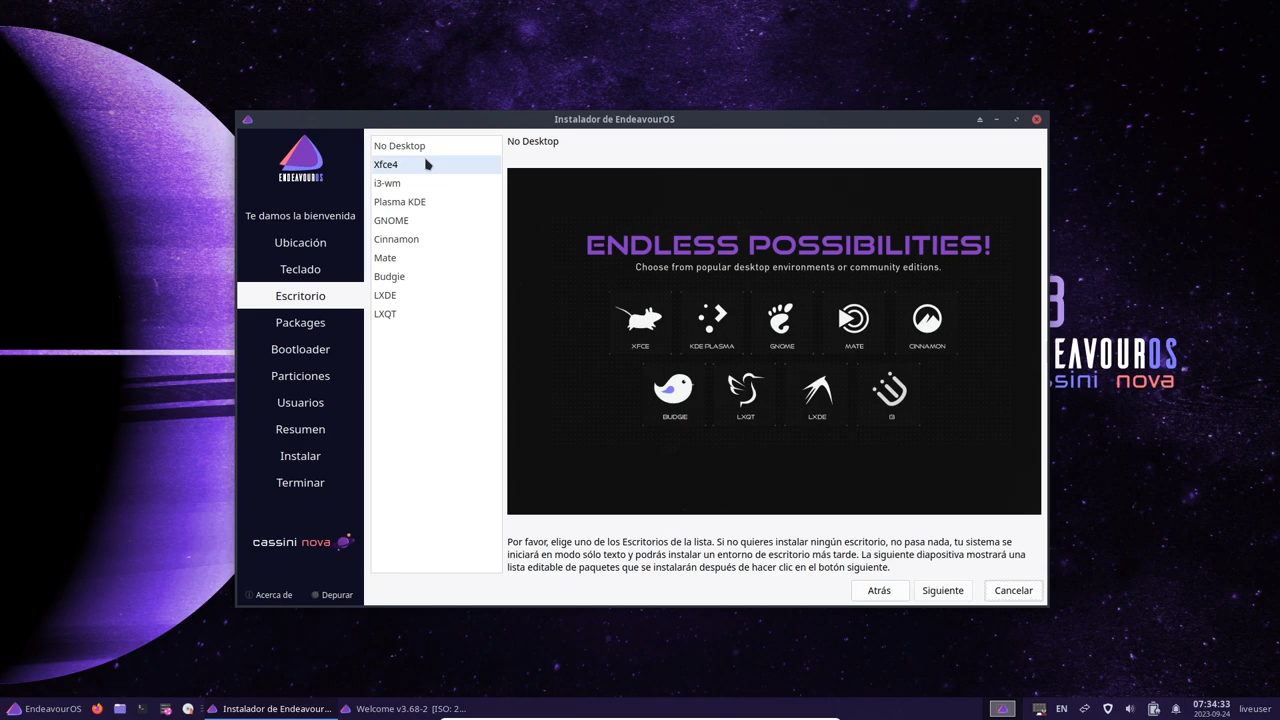 Instalador de EndeavourOS
ENDEAVOUROS
Te damos la bienvenida
Ubicación
Teclado
Escritorio
Packages
Bootloader
Particiones
Usuarios
Resumen
Instalar
Terminar
cassini nova
Acerca de
Depurar
No Desktop
Xfce4
i3-wm
Plasma KDE
GNOME
Cinnamon
Mate
Budgie
LXDE
LXQT
No Desktop
ENDLESS POSSIBILITIES!
Choose from popular desktop environments or community editions.
XFCE
KDE PLASMA
GNOME
MATE
CINNAMON
BUDGIE
LXQT
LXDE
I3
Por favor, elige uno de los Escritorios de la lista. Si no quieres instalar ningún escritorio, no pasa nada, tu sistema se
iniciará en modo sólo texto y podrás instalar un entorno de escritorio más tarde. La siguiente diapositiva mostrará una
lista editable de paquetes que se instalarán después de hacer clic en el botón siguiente.
Atrás
Siguiente
Cancelar
EAVOUROS
ssini nova
EndeavourOS
Instalador de Endeavour...
Welcome v3.68-2 [ISO: 2...
EN
07:34:33
2023-09-24
liveuser